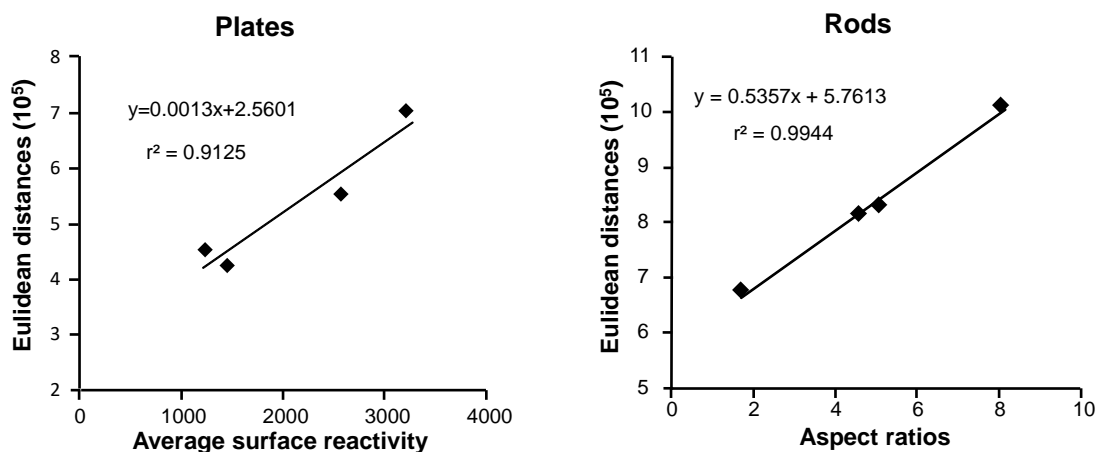 Plates
Eulidean distances (10⁵)
8
7
6
5
4
3
2
y=0.0013x+2.5601
r² = 0.9125
0 1000 2000 3000 4000
Average surface reactivity
Rods
Eulidean distances (10⁵)
11
10
9
8
7
6
5
y = 0.5357x + 5.7613
r² = 0.9944
0 2 4 6 8 10
Aspect ratios